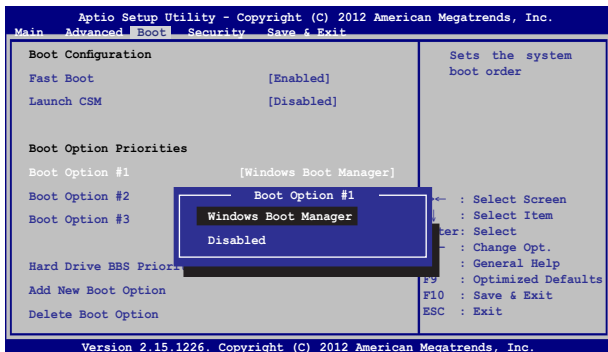 Aptio Setup Utility - Copyright (C) 2012 American Megatrends, Inc.
Main Advanced Boot Security Save & Exit
Boot Configuration
Fast Boot [Enabled]
Launch CSM [Disabled]
Boot Option Priorities
Boot Option #1 [Windows Boot Manager]
Boot Option #2
Boot Option #3
Hard Drive BBS
Add New Boot Option
Delete Boot Option
Boot Option #1
Windows Boot Manager
Disabled
Sets the system
boot order
: Select Screen
: Select Item
: Select
: Change Opt.
: General Help
F9 : Optimized Defaults
F10 : Save & Exit
ESC : Exit
Version 2.15.1226. Copyright (C) 2012 American Megatrends, Inc.